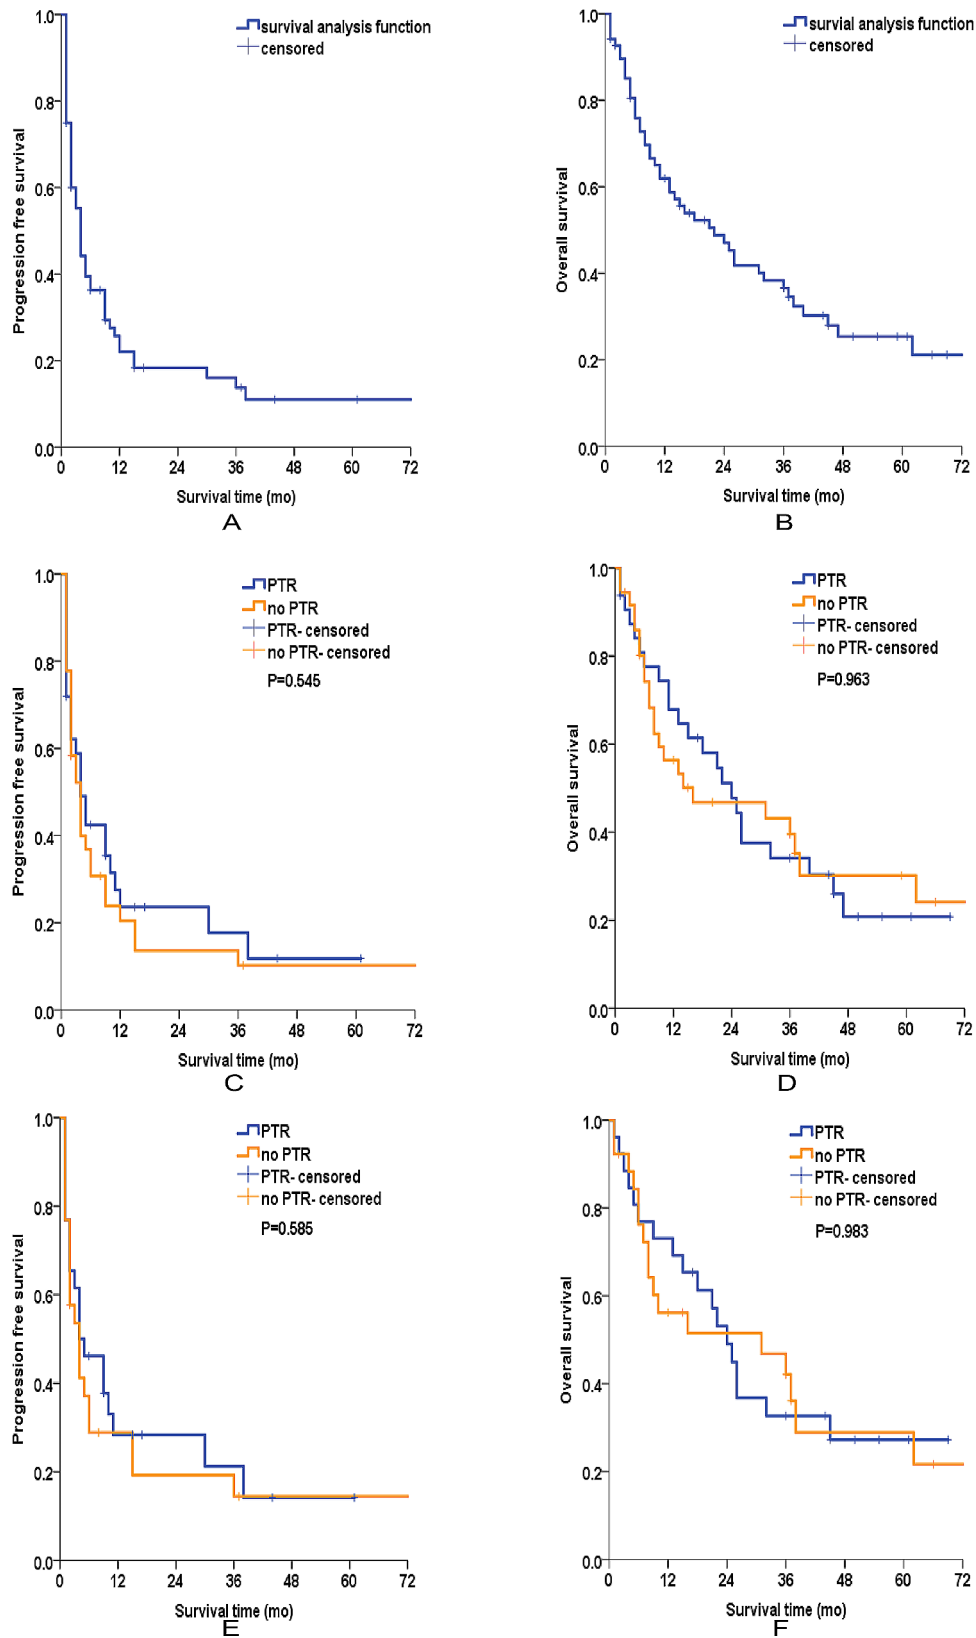 survival analysis function
censored
1.0
0.8
0.6
0.4
0.2
0.0
Progression free survival
0 12 24 36 48 60 72
Survival time (mo)
A
survial analysis function
censored
1.0
0.8
0.6
0.4
0.2
0.0
Overall survival
0 12 24 36 48 60 72
Survival time (mo)
B
PTR
no PTR
PTR- censored
no PTR- censored
P=0.545
1.0
0.8
0.6
0.4
0.2
0.0
Progression free survival
0 12 24 36 48 60 72
Survival time (mo)
C
PTR
no PTR
PTR- censored
no PTR- censored
P=0.963
1.0
0.8
0.6
0.4
0.2
0.0
Overall survival
0 12 24 36 48 60 72
Survival time (mo)
D
PTR
no PTR
PTR- censored
no PTR- censored
P=0.585
1.0
0.8
0.6
0.4
0.2
0.0
Progression free survival
0 12 24 36 48 60 72
Survival time (mo)
E
PTR
no PTR
PTR- censored
no PTR- censored
P=0.983
1.0
0.8
0.6
0.4
0.2
0.0
Overall survival
0 12 24 36 48 60 72
Survival time (mo)
F